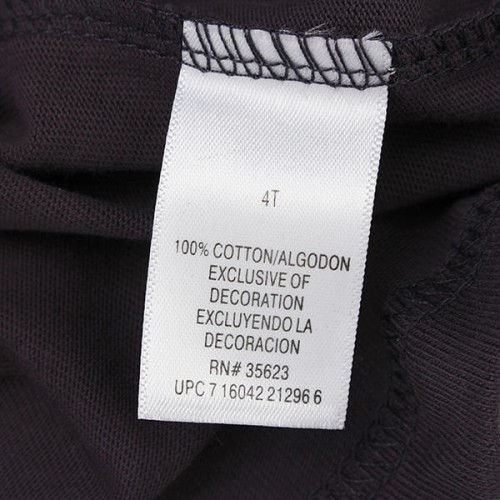 4T
100% COTTON/ALGODON
EXCLUSIVE OF
DECORATION
EXCLUYENDO LA
DECORACION
RN# 35623
UPC 7 16042 21296 6